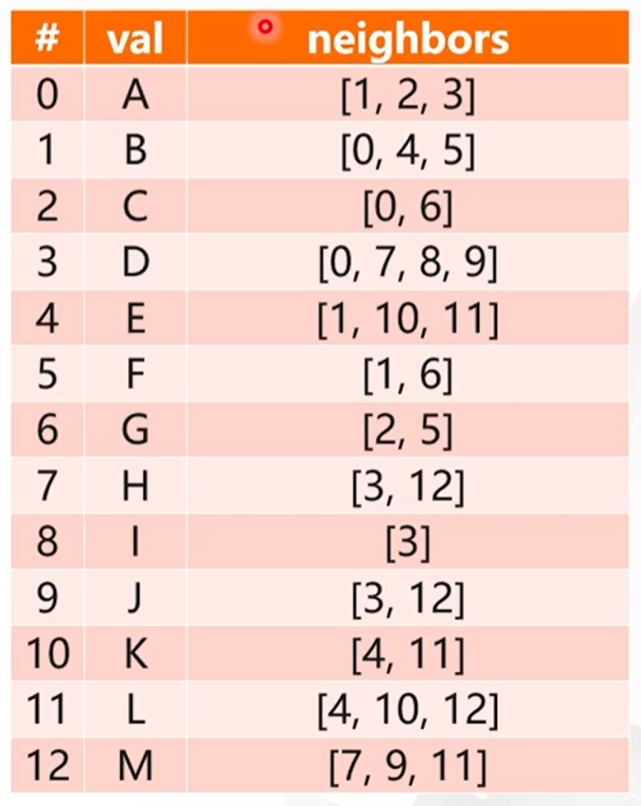 # val neighbors
0 A [1, 2, 3]
1 B [0, 4, 5]
2 C [0, 6]
3 D [0, 7, 8, 9]
4 E [1, 10, 11]
5 F [1, 6]
6 G [2, 5]
7 H [3, 12]
8 I [3]
9 J [3, 12]
10 K [4, 11]
11 L [4, 10, 12]
12 M [7, 9, 11]